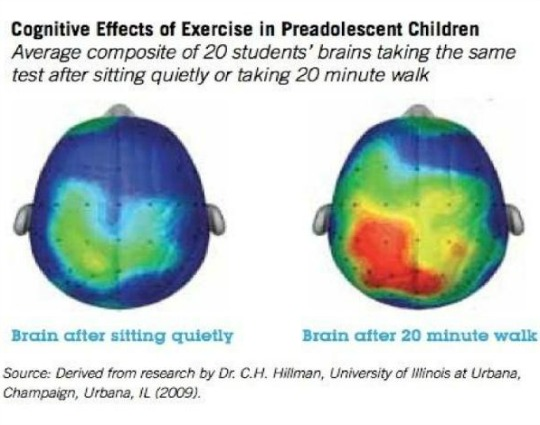 Cognitive Effects of Exercise in Preadolescent Children
Average composite of 20 students' brains taking the same
test after sitting quietly or taking 20 minute walk
Brain after sitting quietly
Brain after 20 minute walk
Source: Derived from research by Dr. C.H. Hillman, University of Illinois at Urbana,
Champaign, Urbana, IL (2009).